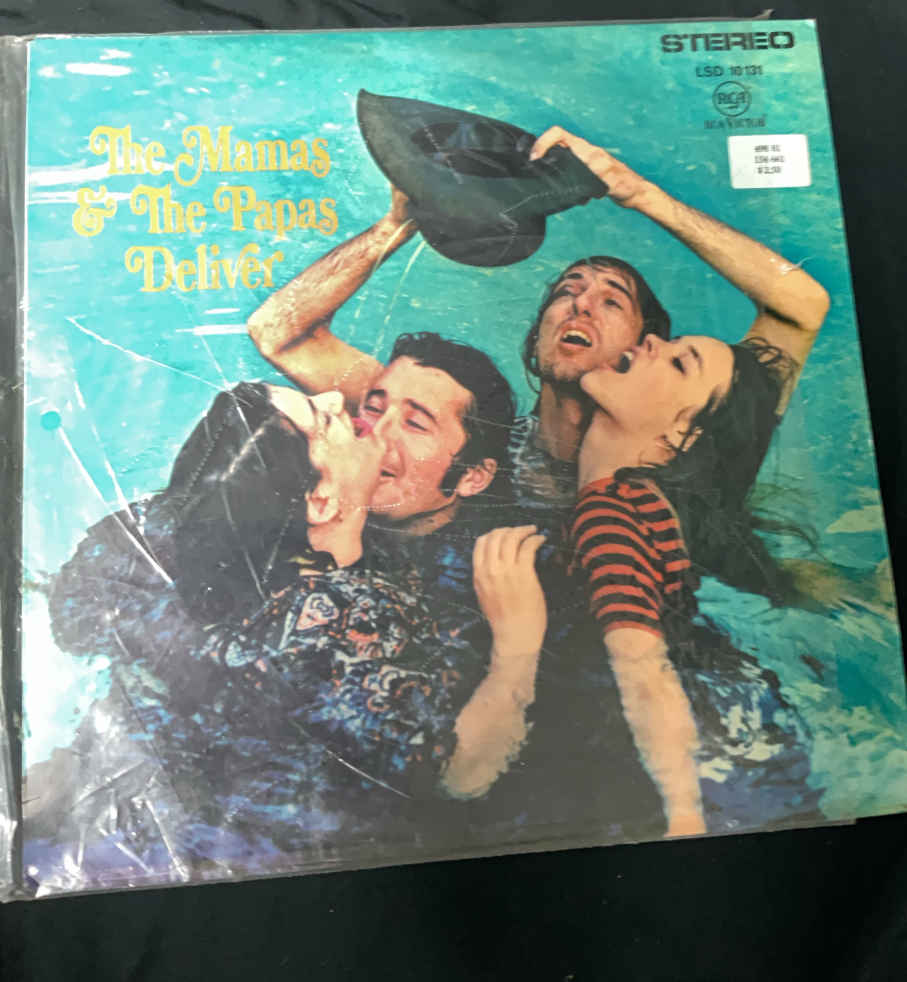 STEREO
LSD 10131
RCA
RCA VICTOR
The Mamas
& The Papas
Deliver